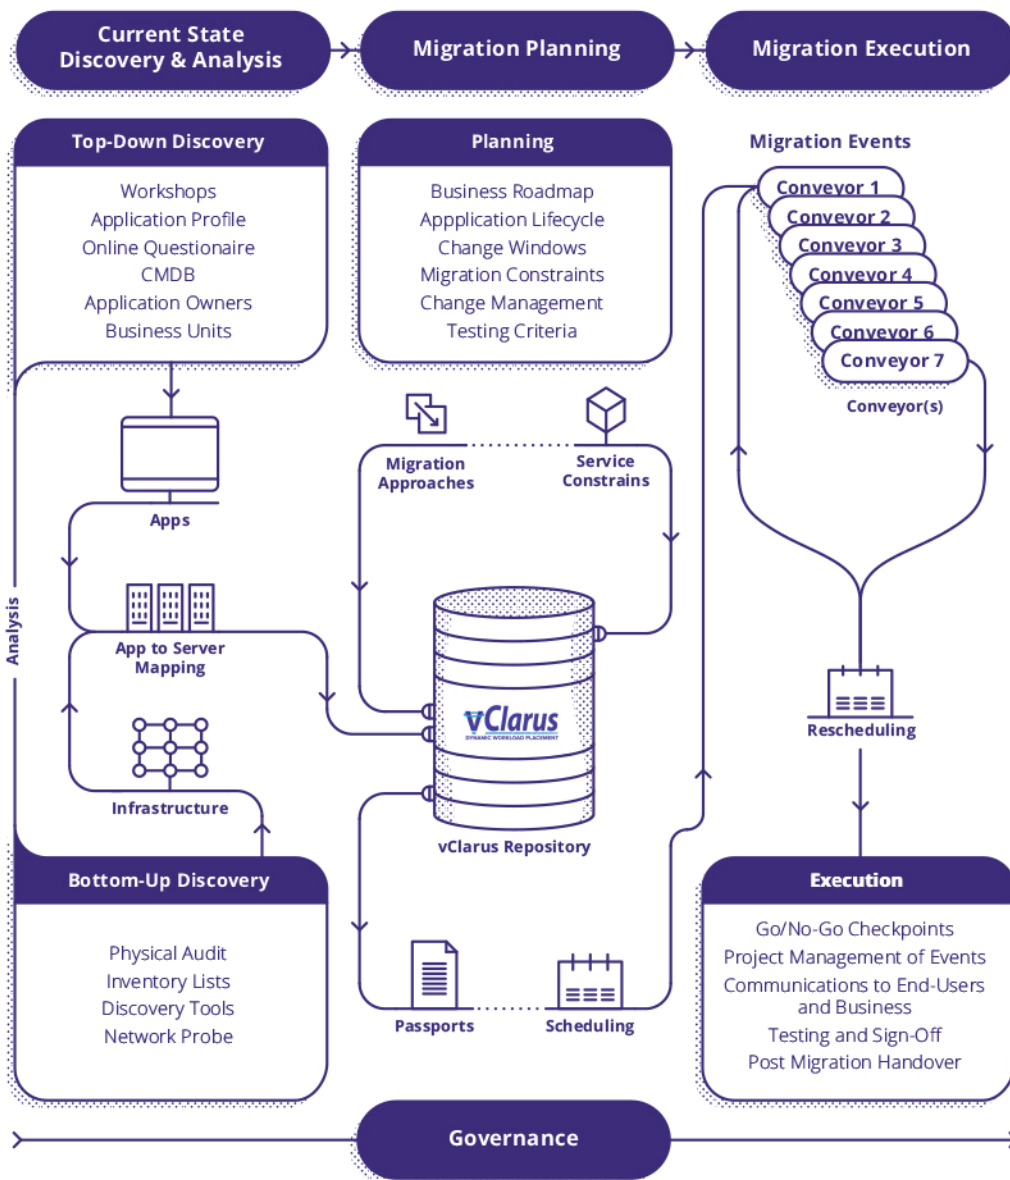 Current State
Discovery & Analysis
Migration Planning
Migration Execution
Top-Down Discovery
Workshops
Application Profile
Online Questionaire
CMDB
Application Owners
Business Units
Planning
Business Roadmap
Appplication Lifecycle
Change Windows
Migration Constraints
Change Management
Testing Criteria
Migration Events
Conveyor 1
Conveyor 2
Conveyor 3
Conveyor 4
Conveyor 5
Conveyor 6
Conveyor 7
Conveyor(s)
Apps
Analysis
App to Server
Mapping
Infrastructure
Migration
Approaches
Service
Constrains
vClarus
DYNAMIC WORKLOAD PLACEMENT
vClarus Repository
Rescheduling
Bottom-Up Discovery
Physical Audit
Inventory Lists
Discovery Tools
Network Probe
Passports
Scheduling
Execution
Go/No-Go Checkpoints
Project Management of Events
Communications to End-Users
and Business
Testing and Sign-Off
Post Migration Handover
Governance